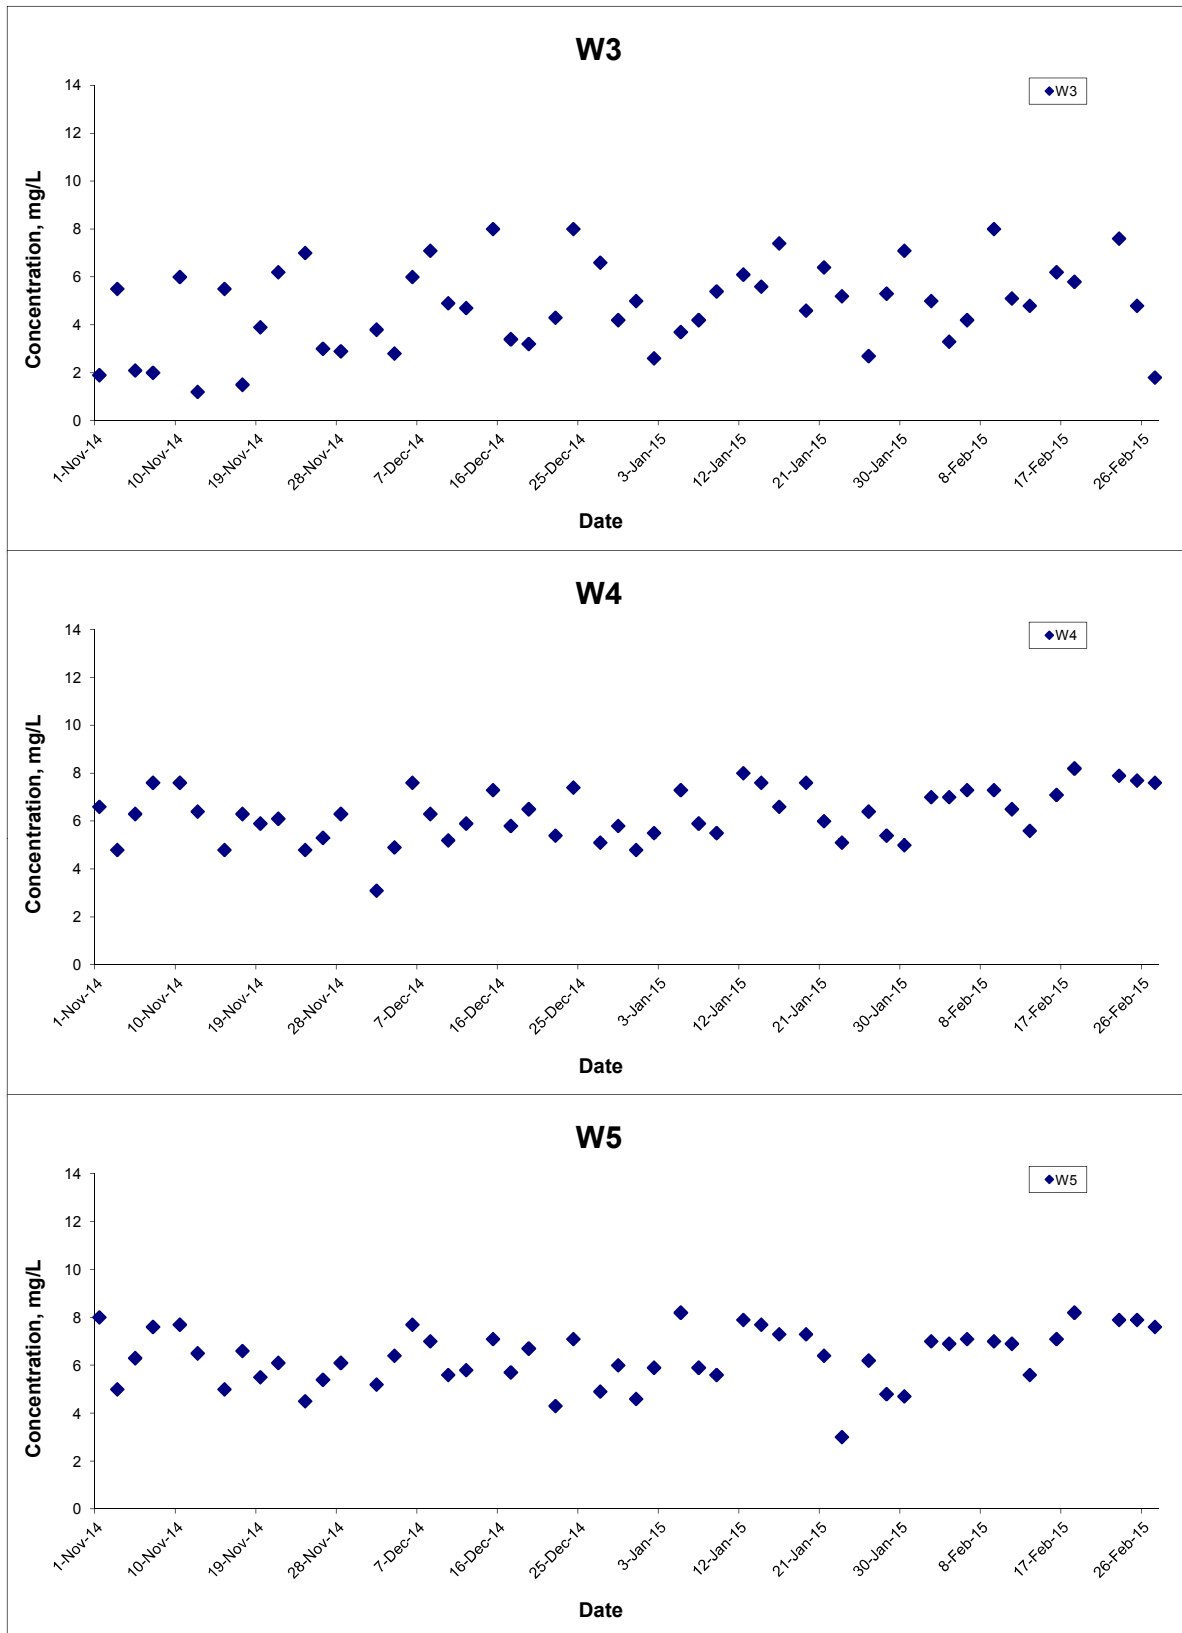 W3
W3
14
12
10
8
6
4
2
0
Concentration, mg/L
1-Nov-14
10-Nov-14
19-Nov-14
28-Nov-14
7-Dec-14
16-Dec-14
25-Dec-14
3-Jan-15
12-Jan-15
21-Jan-15
30-Jan-15
8-Feb-15
17-Feb-15
26-Feb-15
Date
W4
W4
14
12
10
8
6
4
2
0
Concentration, mg/L
1-Nov-14
10-Nov-14
19-Nov-14
28-Nov-14
7-Dec-14
16-Dec-14
25-Dec-14
3-Jan-15
12-Jan-15
21-Jan-15
30-Jan-15
8-Feb-15
17-Feb-15
26-Feb-15
Date
W5
W5
14
12
10
8
6
4
2
0
Concentration, mg/L
1-Nov-14
10-Nov-14
19-Nov-14
28-Nov-14
7-Dec-14
16-Dec-14
25-Dec-14
3-Jan-15
12-Jan-15
21-Jan-15
30-Jan-15
8-Feb-15
17-Feb-15
26-Feb-15
Date